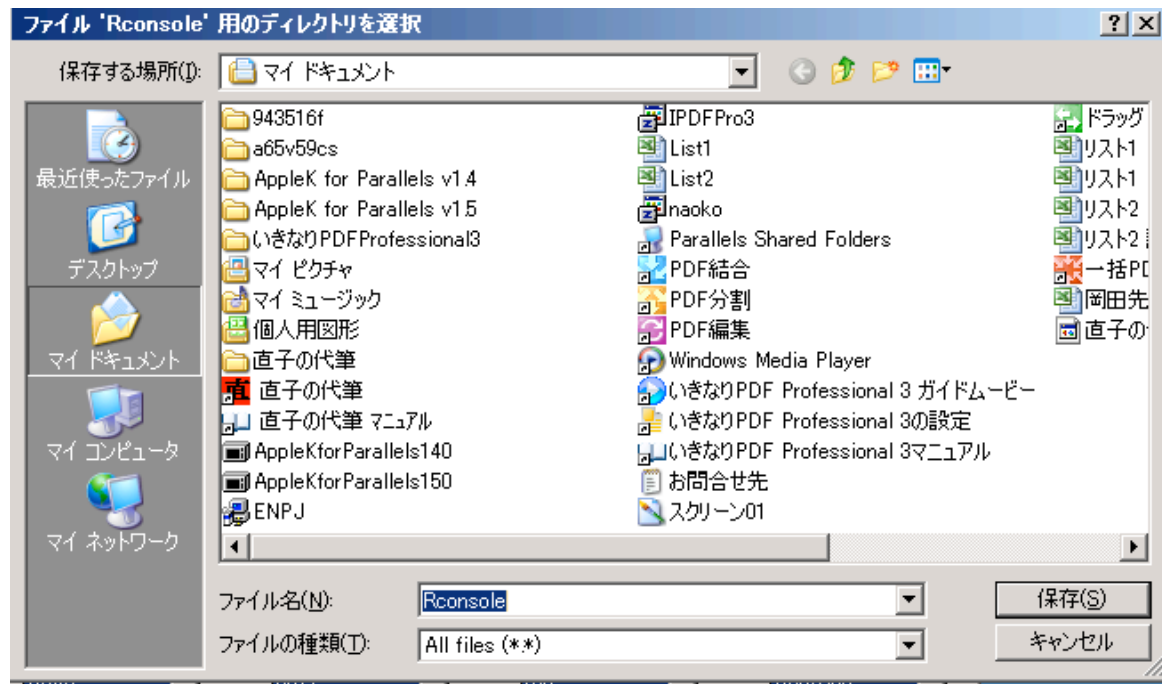 ファイル 'Rconsole' 用のディレクトリを選択
保存する場所(I):
マイ ドキュメント
最近使ったファイル
デスクトップ
マイ ドキュメント
マイ コンピュータ
マイ ネットワーク
943516f
a65v59cs
AppleK for Parallels v1.4
AppleK for Parallels v1.5
いきなりPDFProfessional3
マイ ピクチャ
マイ ミュージック
個人用図形
直子の代筆
直子の代筆
直子の代筆 マニュアル
AppleKforParallels140
AppleKforParallels150
ENPJ
IPDFPro3
List1
List2
naoko
Parallels Shared Folders
PDF結合
PDF分割
PDF編集
Windows Media Player
いきなりPDF Professional 3 ガイドムービー
いきなりPDF Professional 3の設定
いきなりPDF Professional 3マニュアル
お問合せ先
スクリーン01
ドラッグ
リスト1
リスト1
リスト2
リスト2
一括PD
岡田先
直子の
ファイル名(N):
Rconsole
保存(S)
ファイルの種類(T):
All files (*.*)
キャンセル